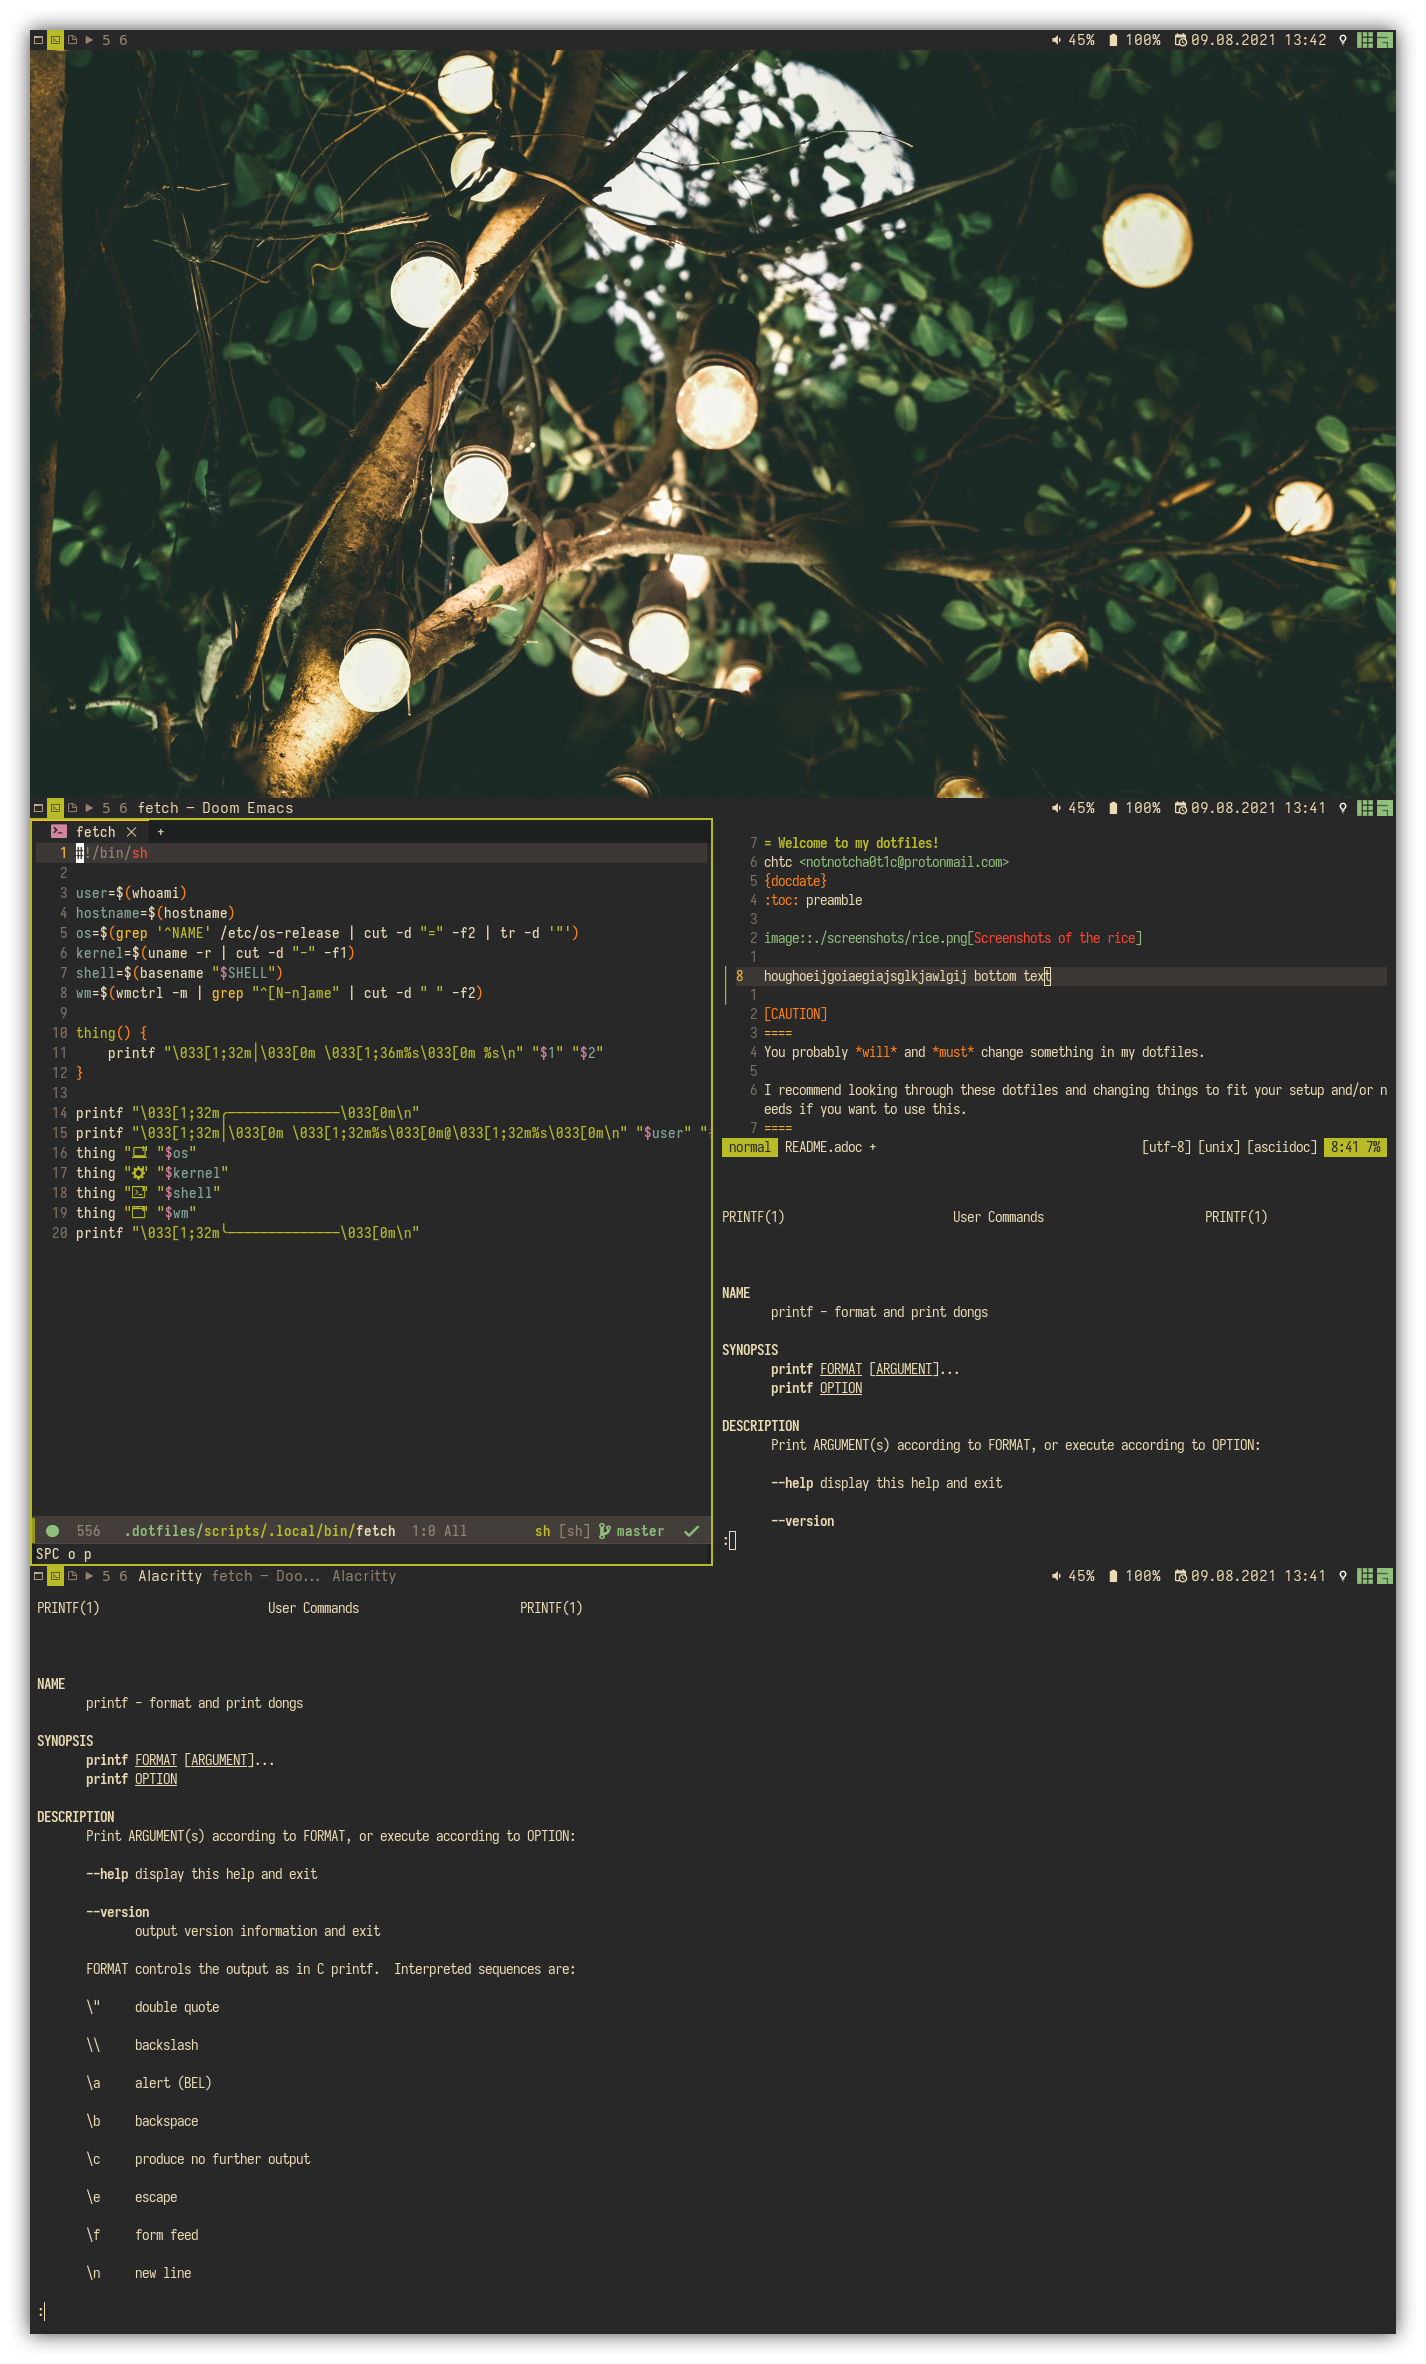 5 6
45% 100% 09.08.2021 13:42
5 6 fetch — Doom Emacs
45% 100% 09.08.2021 13:41
fetch +
1 #!/bin/sh
2
3 user=$(whoami)
4 hostname=$(hostname)
5 os=$(grep '^NAME' /etc/os-release | cut -d "=" -f2 | tr -d '"')
6 kernel=$(uname -r | cut -d "-" -f1)
7 shell=$(basename "$SHELL")
8 wm=$(wmctrl -m | grep "^[N-n]ame" | cut -d " " -f2)
9
10 thing() {
11     printf "\033[1;32m│\033[0m \033[1;36m%s\033[0m %s\n" "$1" "$2"
12 }
13
14 printf "\033[1;32m╭──────────────\033[0m\n"
15 printf "\033[1;32m│\033[0m \033[1;32m%s\033[0m@\033[1;32m%s\033[0m\n" "$user" "
16 thing "" "$os"
17 thing "" "$kernel"
18 thing "" "$shell"
19 thing "" "$wm"
20 printf "\033[1;32m╰──────────────\033[0m\n"
556 .dotfiles/scripts/.local/bin/fetch 1:0 All sh [sh] master
SPC o p
7 = Welcome to my dotfiles!
6 chtc <notnotcha0t1c@protonmail.com>
5 {docdate}
4 :toc: preamble
3
2 image::./screenshots/rice.png[Screenshots of the rice]
1
8 houghoeijgoiaegiajsglkjawlgij bottom text
1
2 [CAUTION]
3 ====
4 You probably *will* and *must* change something in my dotfiles.
5
6 I recommend looking through these dotfiles and changing things to fit your setup and/or n
eeds if you want to use this.
7 ====
normal README.adoc + [utf-8] [unix] [asciidoc] 8:41 7%
PRINTF(1) User Commands PRINTF(1)
NAME
printf - format and print dongs
SYNOPSIS
printf FORMAT [ARGUMENT]...
printf OPTION
DESCRIPTION
Print ARGUMENT(s) according to FORMAT, or execute according to OPTION:
--help display this help and exit
--version
:
5 6 Alacritty fetch — Doo... Alacritty
45% 100% 09.08.2021 13:41
PRINTF(1) User Commands PRINTF(1)
NAME
printf - format and print dongs
SYNOPSIS
printf FORMAT [ARGUMENT]...
printf OPTION
DESCRIPTION
Print ARGUMENT(s) according to FORMAT, or execute according to OPTION:
--help display this help and exit
--version
output version information and exit
FORMAT controls the output as in C printf.  Interpreted sequences are:
\" double quote
\\ backslash
\a alert (BEL)
\b backspace
\c produce no further output
\e escape
\f form feed
\n new line
: